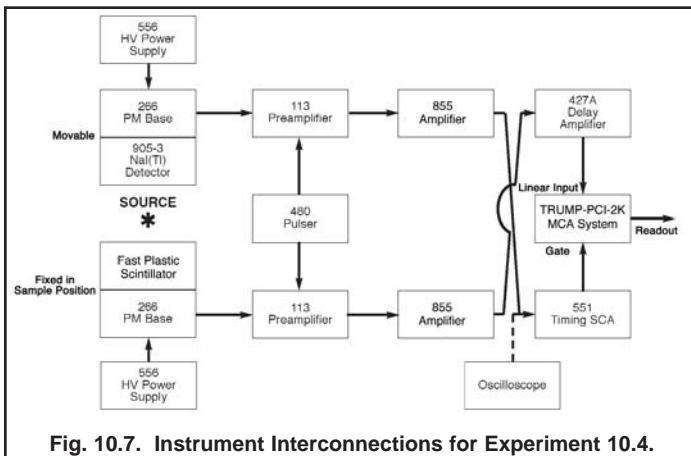 556
HV Power
Supply
266
PM Base
113
Preamplifier
855
Amplifier
427A
Delay
Amplifier
Movable
905-3
NaI(Tl)
Detector
Linear Input
SOURCE
*
480
Pulser
TRUMP-PCI-2K
MCA System
Readout
Gate
Fast Plastic
Scintillator
Fixed in
Sample Position
266
PM Base
113
Preamplifier
855
Amplifier
551
Timing SCA
556
HV Power
Supply
Oscilloscope
Fig. 10.7. Instrument Interconnections for Experiment 10.4.